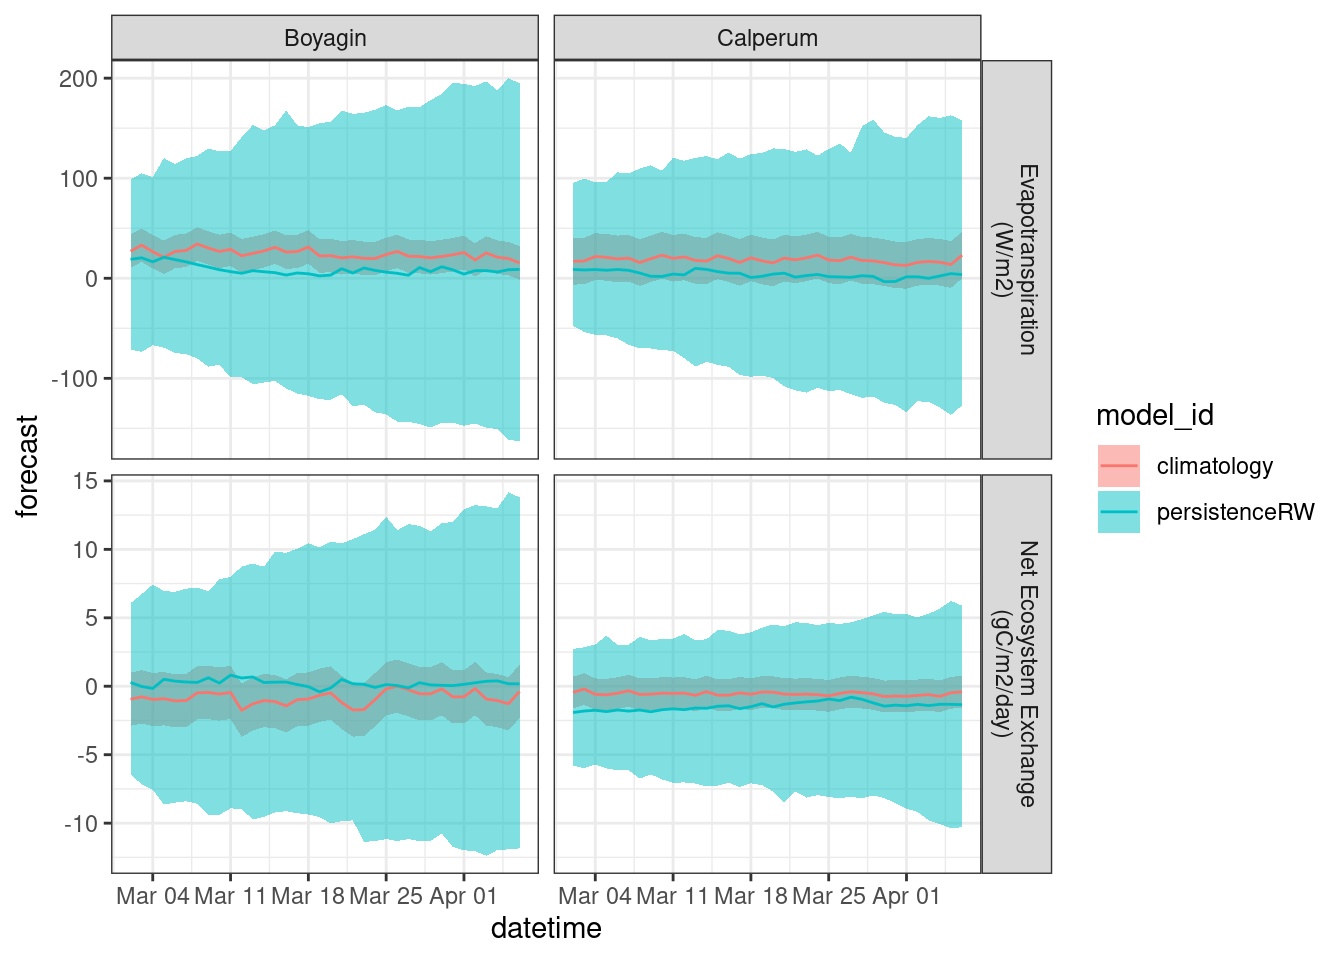 Boyagin
Calperum
200
100
0
-100
Evapotranspiration
(W/m2)
15
10
5
0
-5
-10
Net Ecosystem Exchange
(gC/m2/day)
Mar 04 Mar 11 Mar 18 Mar 25 Apr 01
Mar 04 Mar 11 Mar 18 Mar 25 Apr 01
datetime
forecast
model_id
climatology
persistenceRW